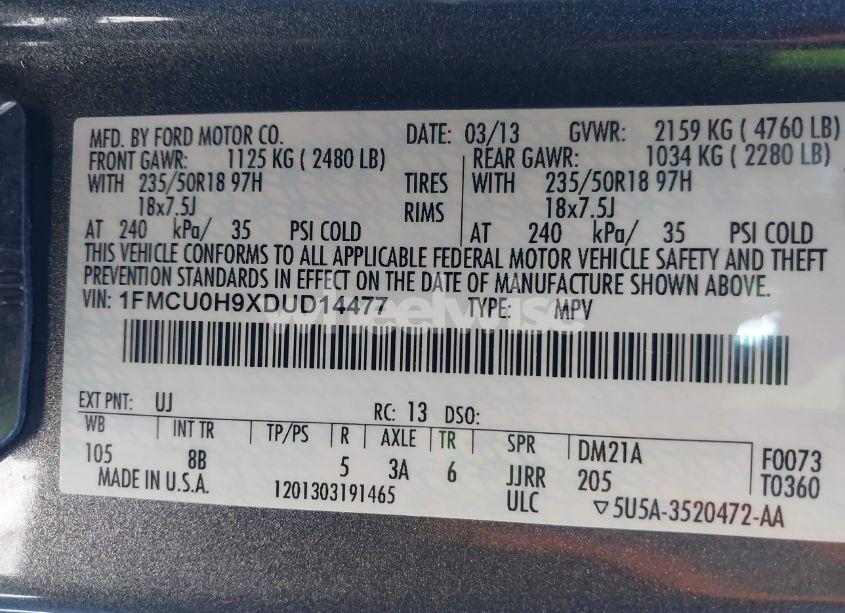 MFD. BY FORD MOTOR CO. DATE: 03/13 GVWR: 2159 KG ( 4760 LB)
FRONT GAWR: 1125 KG ( 2480 LB) REAR GAWR: 1034 KG ( 2280 LB)
WITH 235/50R18 97H TIRES WITH 235/50R18 97H
18x7.5J RIMS 18x7.5J
AT 240 kPa/ 35 PSI COLD AT 240 kPa/ 35 PSI COLD
THIS VEHICLE CONFORMS TO ALL APPLICABLE FEDERAL MOTOR VEHICLE SAFETY AND THEFT
PREVENTION STANDARDS IN EFFECT ON THE DATE OF MANUFACTURE SHOWN ABOVE.
VIN: 1FMCU0H9XDUD14477 TYPE: MPV
wheelwise
EXT PNT: UJ RC: 13 DSO:
WB INT TR TP/PS R AXLE TR SPR DM21A F0073
105 8B 5 3A 6 JJRR 205 T0360
MADE IN U.S.A. 1201303191465 ULC ▽5U5A-3520472-AA